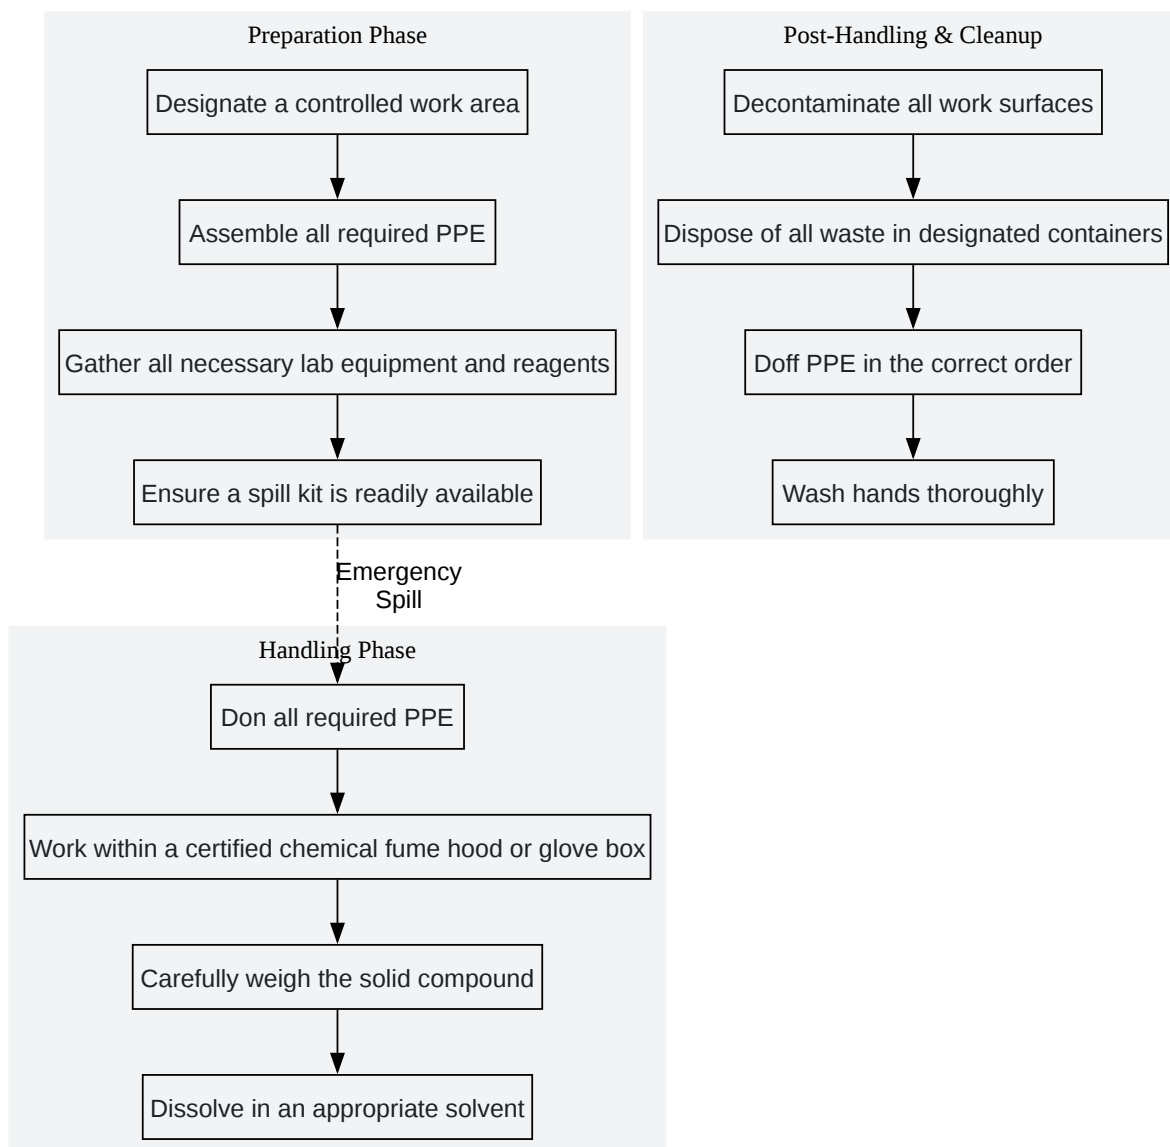 Preparation Phase
Designate a controlled work area
Assemble all required PPE
Gather all necessary lab equipment and reagents
Ensure a spill kit is readily available
Emergency
Spill
Handling Phase
Don all required PPE
Work within a certified chemical fume hood or glove box
Carefully weigh the solid compound
Dissolve in an appropriate solvent
Post-Handling & Cleanup
Decontaminate all work surfaces
Dispose of all waste in designated containers
Doff PPE in the correct order
Wash hands thoroughly